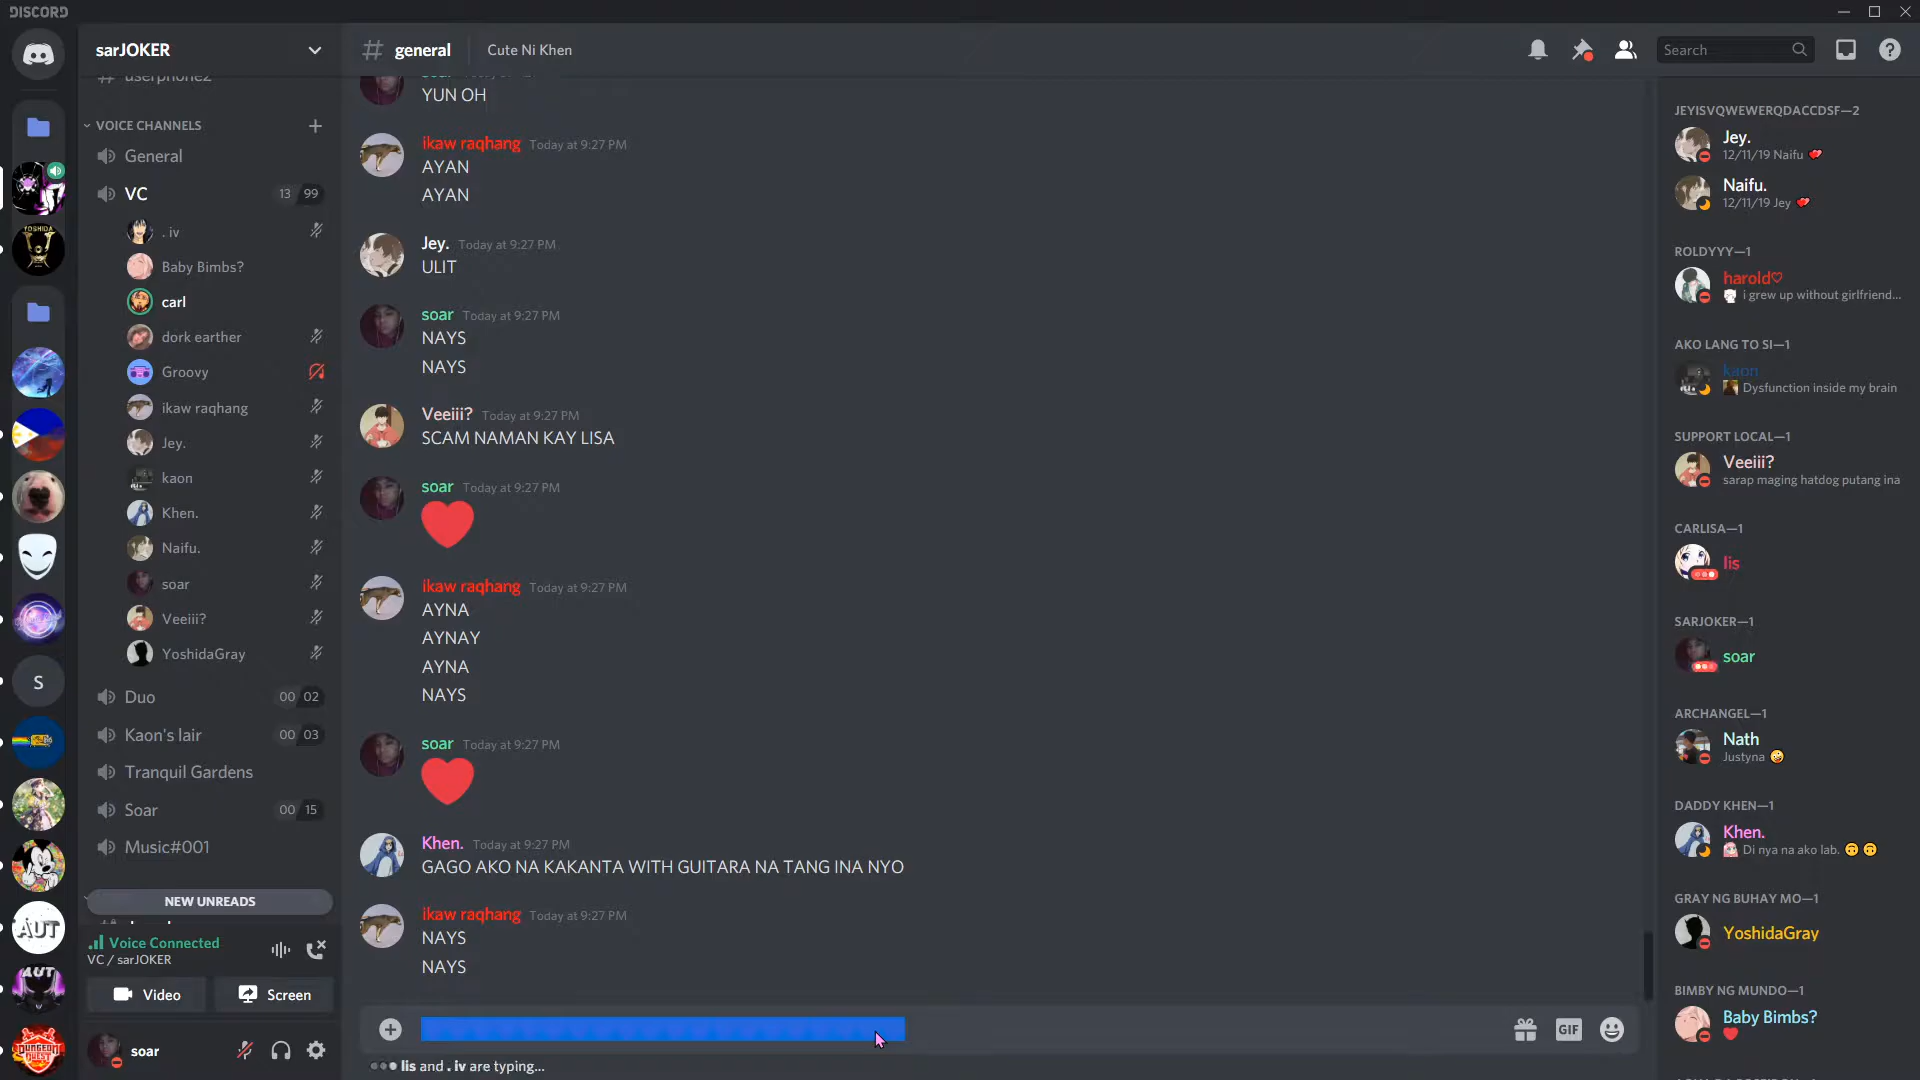 DISCORD
sarJOKER
general
Cute Ni Khen
Search
userphone2
VOICE CHANNELS
General
VC 13 99
. iv
Baby Bimbs?
carl
dork earther
Groovy
ikaw raqhang
Jey.
kaon
Khen.
Naifu.
soar
Veeiii?
YoshidaGray
Duo 00 02
Kaon's lair 00 03
Tranquil Gardens
Soar 00 15
Music#001
NEW UNREADS
Voice Connected
VC / sarJOKER
Video
Screen
soar
YOSHIDA
S
AUT
AUT
DUNGEON
QUEST
YUN OH
ikaw raqhang Today at 9:27 PM
AYAN
AYAN
Jey. Today at 9:27 PM
ULIT
soar Today at 9:27 PM
NAYS
NAYS
Veeiii? Today at 9:27 PM
SCAM NAMAN KAY LISA
soar Today at 9:27 PM
ikaw raqhang Today at 9:27 PM
AYNA
AYNAY
AYNA
NAYS
soar Today at 9:27 PM
Khen. Today at 9:27 PM
GAGO AKO NA KAKANTA WITH GUITARA NA TANG INA NYO
ikaw raqhang Today at 9:27 PM
NAYS
NAYS
GIF
lis and . iv are typing...
JEYISVQWEWERQDACCDSF—2
Jey.
12/11/19 Naifu
Naifu.
12/11/19 Jey
ROLDYYY—1
harold♡
i grew up without girlfriend...
AKO LANG TO SI—1
kaon
Dysfunction inside my brain
SUPPORT LOCAL—1
Veeiii?
sarap maging hatdog putang ina
CARLISA—1
lis
SARJOKER—1
soar
ARCHANGEL—1
Nath
Justyna
DADDY KHEN—1
Khen.
Di nya na ako lab.
GRAY NG BUHAY MO—1
YoshidaGray
BIMBY NG MUNDO—1
Baby Bimbs?